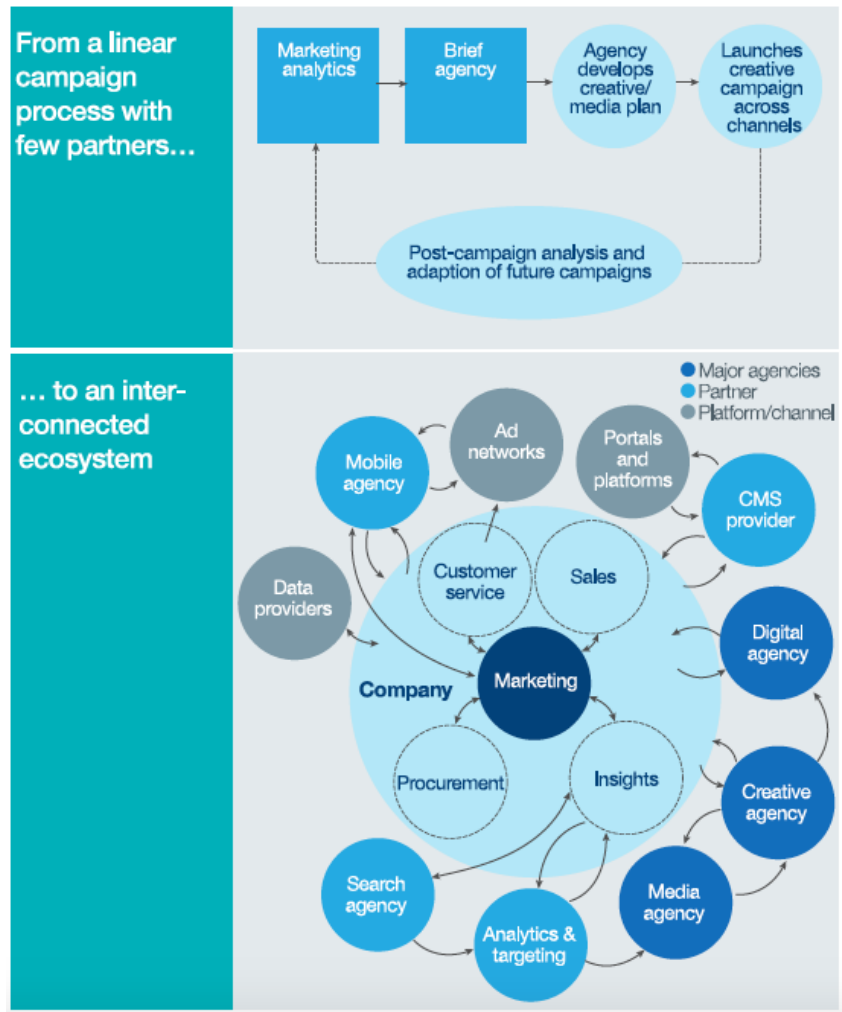 From a linear
campaign
process with
few partners...
Marketing
analytics
Brief
agency
Agency
develops
creative/
media plan
Launches
creative
campaign
across
channels
Post-campaign analysis and
adaption of future campaigns
... to an inter-
connected
ecosystem
Major agencies
Partner
Platform/channel
Ad
networks
Portals
and
platforms
Mobile
agency
CMS
provider
Customer
service
Sales
Data
providers
Digital
agency
Marketing
Company
Procurement
Insights
Creative
agency
Search
agency
Media
agency
Analytics &
targeting